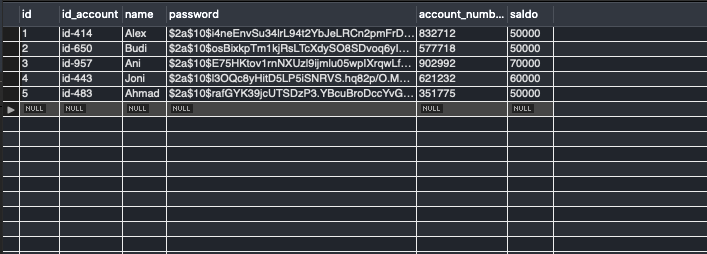 id id_account name password account_numb... saldo
1 id-414 Alex $2a$10$i4neEnvSu34lrL94t2YbJeLRCn2pmFrD... 832712 50000
2 id-650 Budi $2a$10$osBixkpTm1kjRsLTcXdySO8SDvoq6yl... 577718 50000
3 id-957 Ani $2a$10$E75HKtov1rnNXUzl9ijmlu05wpIXrqwLf... 902992 70000
4 id-443 Joni $2a$10$l3OQc8yHitD5LP5iSNRVS.hq82p/O.M... 621232 60000
5 id-483 Ahmad $2a$10$rafGYK39jcUTSDzP3.YBcuBroDccYvG... 351775 50000
NULL NULL NULL NULL NULL NULL